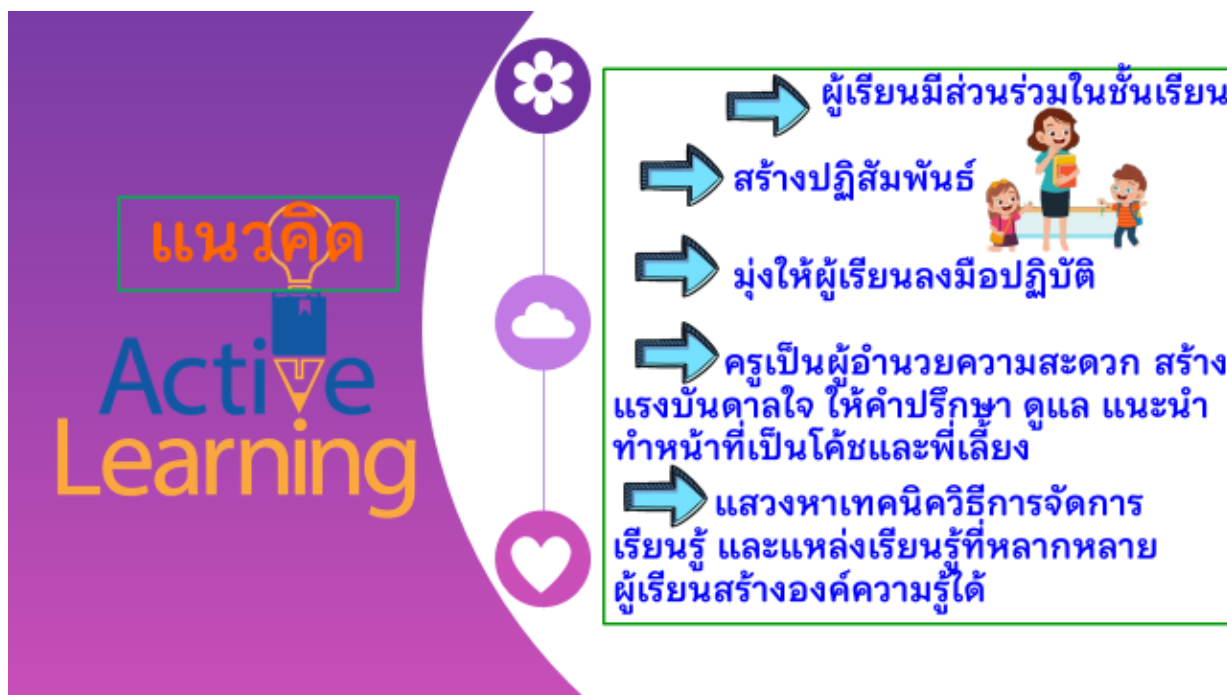 แนวคิด
Active
Learning
ผู้เรียนมีส่วนร่วมในชั้นเรียน
สร้างปฏิสัมพันธ์
มุ่งให้ผู้เรียนลงมือปฏิบัติ
ครูเป็นผู้อำนวยความสะดวก สร้าง
แรงบันดาลใจ ให้คำปรึกษา ดูแล แนะนำ
ทำหน้าที่เป็นโค้ชและพี่เลี้ยง
แสวงหาเทคนิควิธีการจัดการ
เรียนรู้ และแหล่งเรียนรู้ที่หลากหลาย
ผู้เรียนสร้างองค์ความรู้ได้